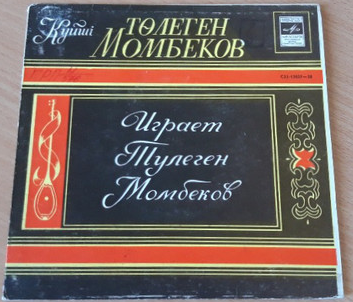 Күйші
ТӨЛЕГЕН
МОМБЕКОВ
Играет
Тулеген
Момбеков